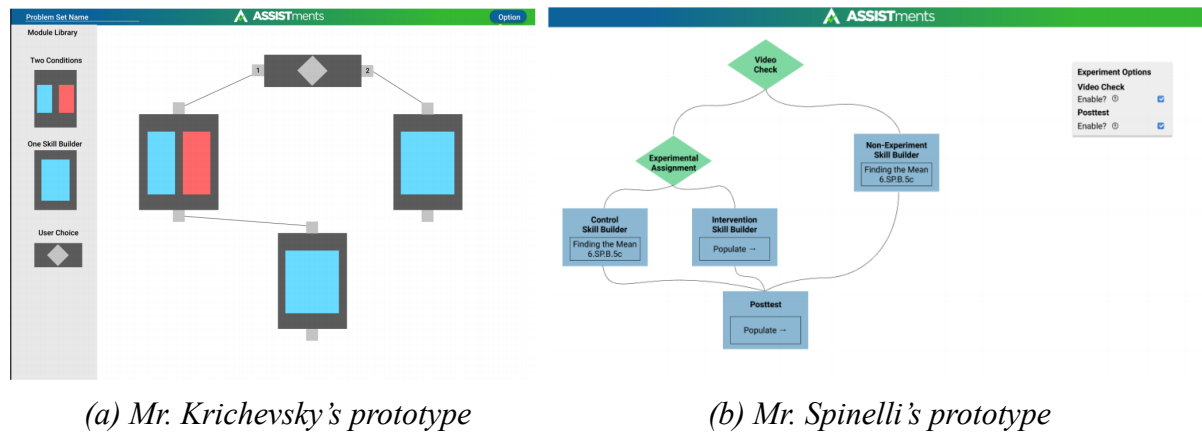 Problem Set Name
ASSISTments
Option
Module Library
Two Conditions
One Skill Builder
User Choice
1
2
(a) Mr. Krichevsky's prototype
ASSISTments
Video
Check
Experiment Options
Video Check
Enable? ?
Posttest
Enable? ?
Experimental
Assignment
Non-Experiment
Skill Builder
Finding the Mean
6.SP.B.5c
Control
Skill Builder
Finding the Mean
6.SP.B.5c
Intervention
Skill Builder
Populate →
Posttest
Populate →
(b) Mr. Spinelli's prototype